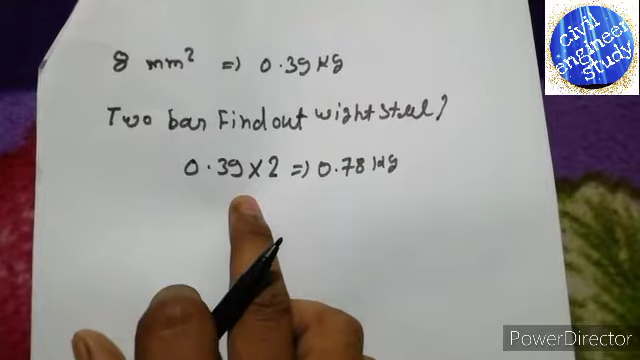 8 mm² => 0.39 Kg
Two bar Find out wight steel?
0.39 X 2 => 0.78 Kg
civil
engineer
study
PowerDirector